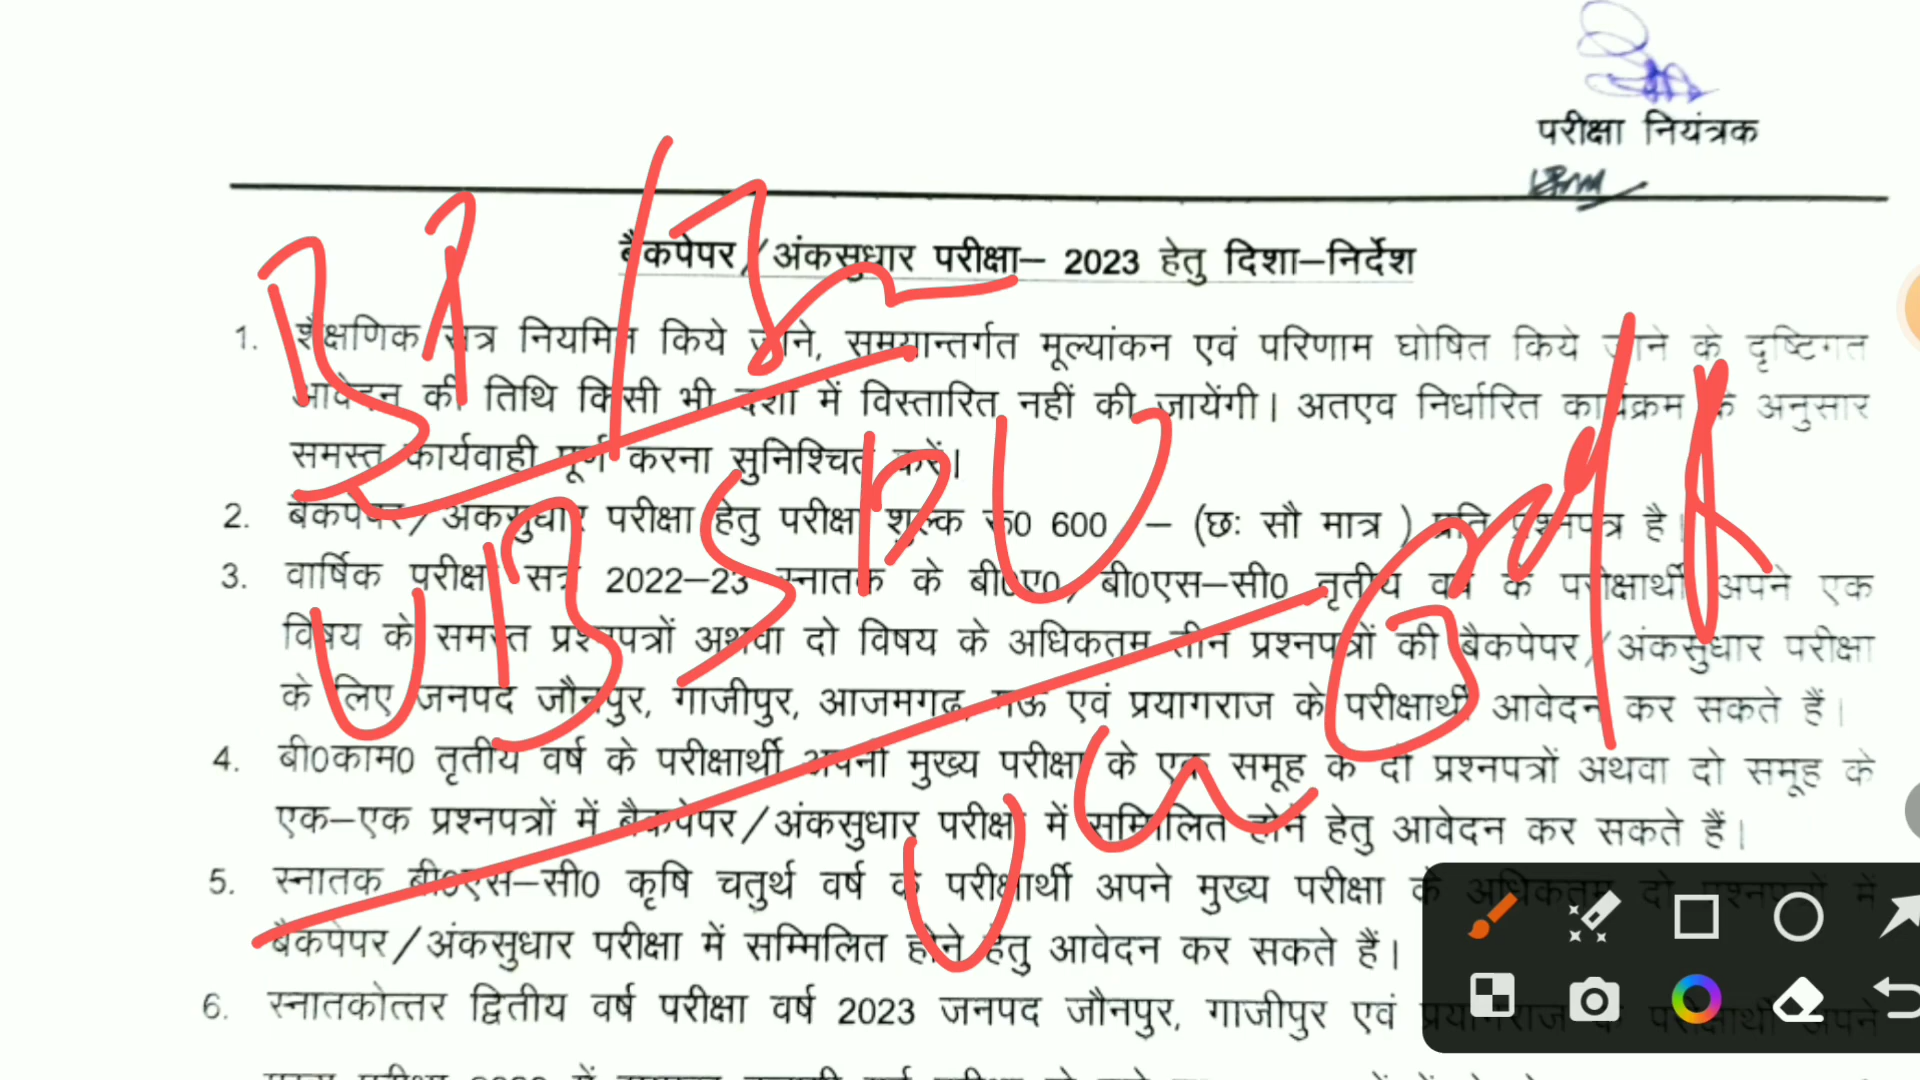 परीक्षा नियंत्रक
बैकपेपर/अंकसुधार परीक्षा– 2023 हेतु दिशा–निर्देश
1. शैक्षणिक सत्र नियमित किये जाने, समयान्तर्गत मूल्यांकन एवं परिणाम घोषित किये जाने के दृष्टिगत
आवेदन की तिथि किसी भी दशा में विस्तारित नहीं की जायेंगी। अतएव निर्धारित कार्यक्रम के अनुसार
समस्त कार्यवाही पूर्ण करना सुनिश्चित करें।
2. बैकपेपर/अंकसुधार परीक्षा हेतु परीक्षा शुल्क रू0 600 – (छः सौ मात्र ) प्रति प्रश्नपत्र है।
3. वार्षिक परीक्षा सत्र 2022–23 स्नातक के बी0ए0/बी0एस–सी0 तृतीय वर्ष के परीक्षार्थी अपने एक
विषय के समस्त प्रश्नपत्रों अथवा दो विषय के अधिकतम तीन प्रश्नपत्रों की बैकपेपर/अंकसुधार परीक्षा
के लिए जनपद जौनपुर, गाजीपुर, आजमगढ़, मऊ एवं प्रयागराज के परीक्षार्थी आवेदन कर सकते हैं।
4. बी0काम0 तृतीय वर्ष के परीक्षार्थी अपनी मुख्य परीक्षा के एक समूह के दो प्रश्नपत्रों अथवा दो समूह के
एक–एक प्रश्नपत्रों में बैकपेपर/अंकसुधार परीक्षा में सम्मिलित होने हेतु आवेदन कर सकते हैं।
5. स्नातक बी0एस–सी0 कृषि चतुर्थ वर्ष के परीक्षार्थी अपने मुख्य परीक्षा के अधिकतम दो प्रश्नपत्रों में
बैकपेपर/अंकसुधार परीक्षा में सम्मिलित होने हेतु आवेदन कर सकते हैं।
6. स्नातकोत्तर द्वितीय वर्ष परीक्षा वर्ष 2023 जनपद जौनपुर, गाजीपुर एवं प्रयागराज के परीक्षार्थी अपने